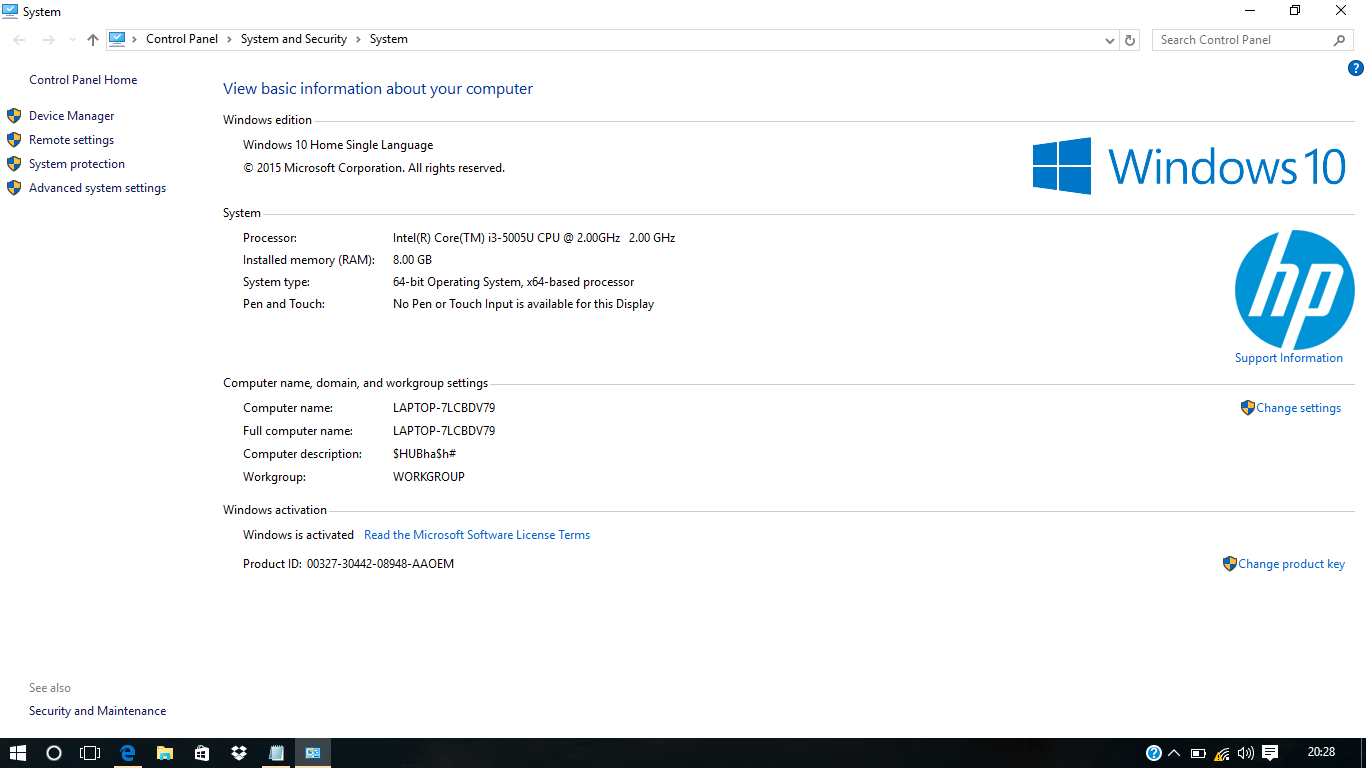 System
Control Panel > System and Security > System
Search Control Panel
Control Panel Home
Device Manager
Remote settings
System protection
Advanced system settings
View basic information about your computer
Windows edition
Windows 10 Home Single Language
© 2015 Microsoft Corporation. All rights reserved.
Windows 10
System
Processor: Intel(R) Core(TM) i3-5005U CPU @ 2.00GHz 2.00 GHz
Installed memory (RAM): 8.00 GB
System type: 64-bit Operating System, x64-based processor
Pen and Touch: No Pen or Touch Input is available for this Display
hp
Support Information
Computer name, domain, and workgroup settings
Computer name: LAPTOP-7LCBDV79
Change settings
Full computer name: LAPTOP-7LCBDV79
Computer description: $HUBha$h#
Workgroup: WORKGROUP
Windows activation
Windows is activated Read the Microsoft Software License Terms
Product ID: 00327-30442-08948-AAOEM
Change product key
See also
Security and Maintenance
20:28